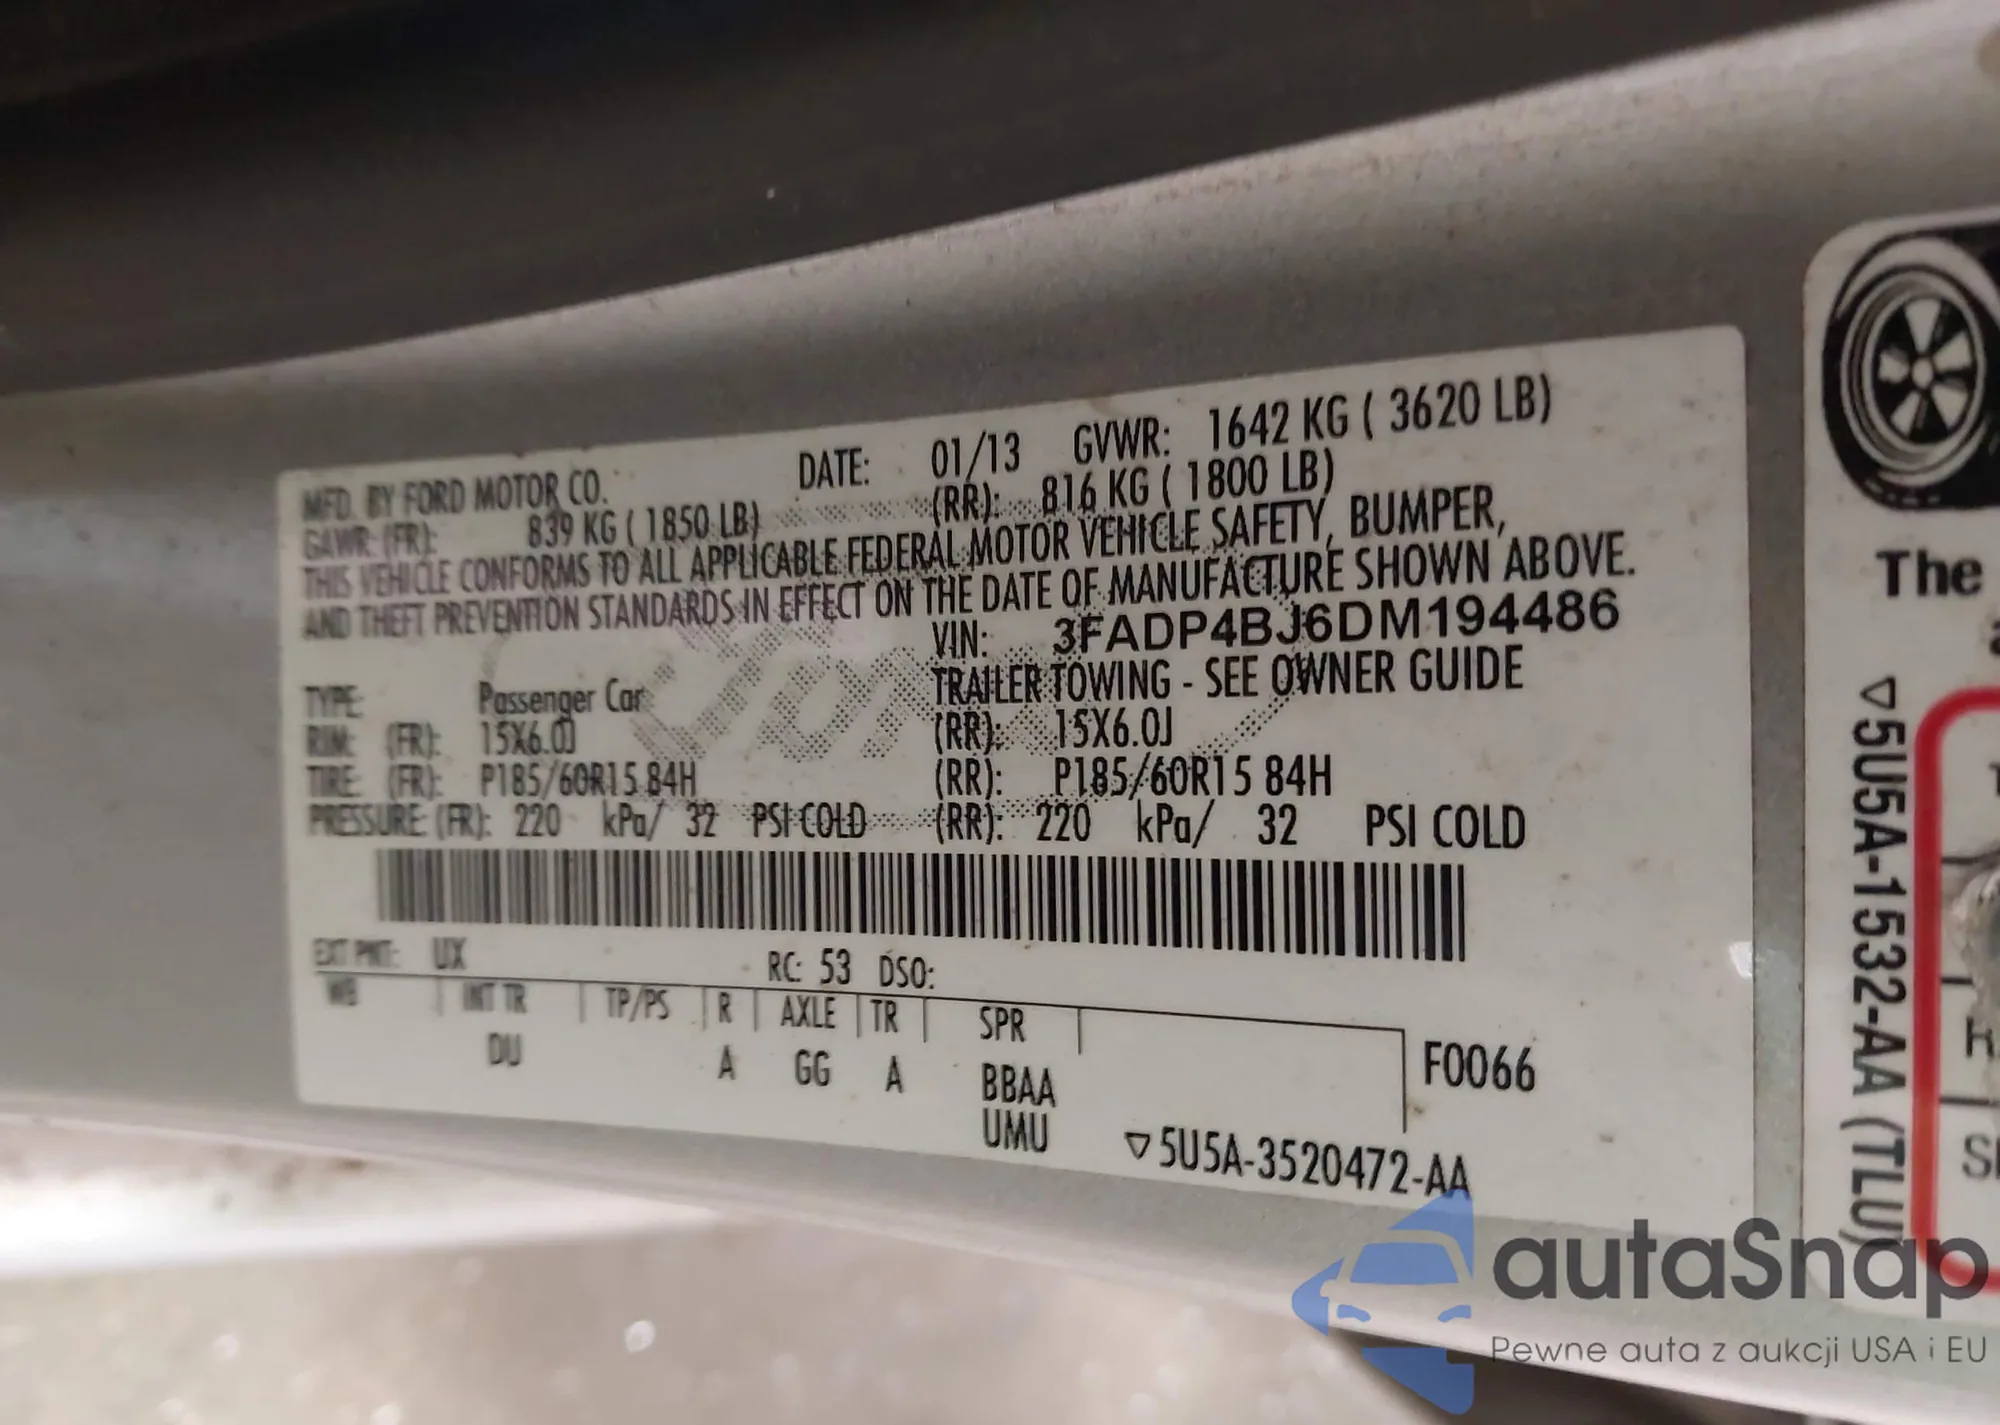 MFD. BY FORD MOTOR CO. DATE: 01/13 GVWR: 1642 KG ( 3620 LB)
GAWR (FR): 839 KG ( 1850 LB) (RR): 816 KG ( 1800 LB)
THIS VEHICLE CONFORMS TO ALL APPLICABLE FEDERAL MOTOR VEHICLE SAFETY, BUMPER,
AND THEFT PREVENTION STANDARDS IN EFFECT ON THE DATE OF MANUFACTURE SHOWN ABOVE.
VIN: 3FADP4BJ6DM194486
TYPE: Passenger Car TRAILER TOWING - SEE OWNER GUIDE
RIM: (FR): 15X6.0J (RR): 15X6.0J
TIRE: (FR): P185/60R15 84H (RR): P185/60R15 84H
PRESSURE: (FR): 220 kPa/ 32 PSI COLD (RR): 220 kPa/ 32 PSI COLD
EXT PNT: UX RC: 53 DSO:
WB INT TR TP/PS R AXLE TR SPR
DU A GG A BBAA F0066
UMU
▽5U5A-3520472-AA
The
▽5U5A-1532-AA (TLU)
autaSnap
Pewne auta z aukcji USA i EU